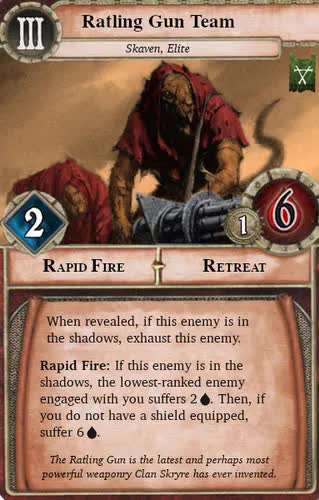 III
Ratling Gun Team
Skaven, Elite
2
1
6
Rapid Fire
Retreat
When revealed, if this enemy is in
the shadows, exhaust this enemy.
Rapid Fire: If this enemy is in the
shadows, the lowest-ranked enemy
engaged with you suffers 2. Then, if
you do not have a shield equipped,
suffer 6.
The Ratling Gun is the latest and perhaps most
powerful weaponry Clan Skryre has ever invented.